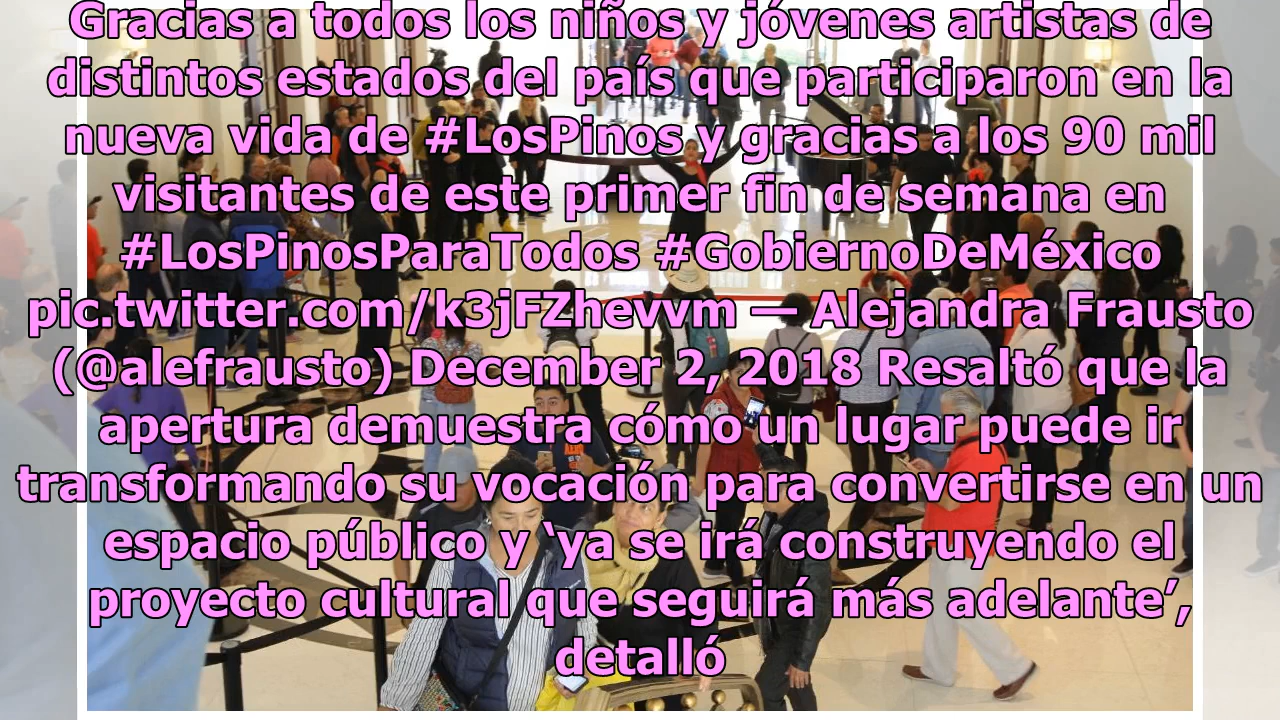 Gracias a todos los niños y jóvenes artistas de
distintos estados del país que participaron en la
nueva vida de #LosPinos y gracias a los 90 mil
visitantes de este primer fin de semana en
#LosPinosParaTodos #GobiernoDeMéxico
pic.twitter.com/k3jFZhevvm — Alejandra Frausto
(@alefrausto) December 2, 2018 Resaltó que la
apertura demuestra cómo un lugar puede ir
transformando su vocación para convertirse en un
espacio público y ‘ya se irá construyendo el
proyecto cultural que seguirá más adelante’,
detalló